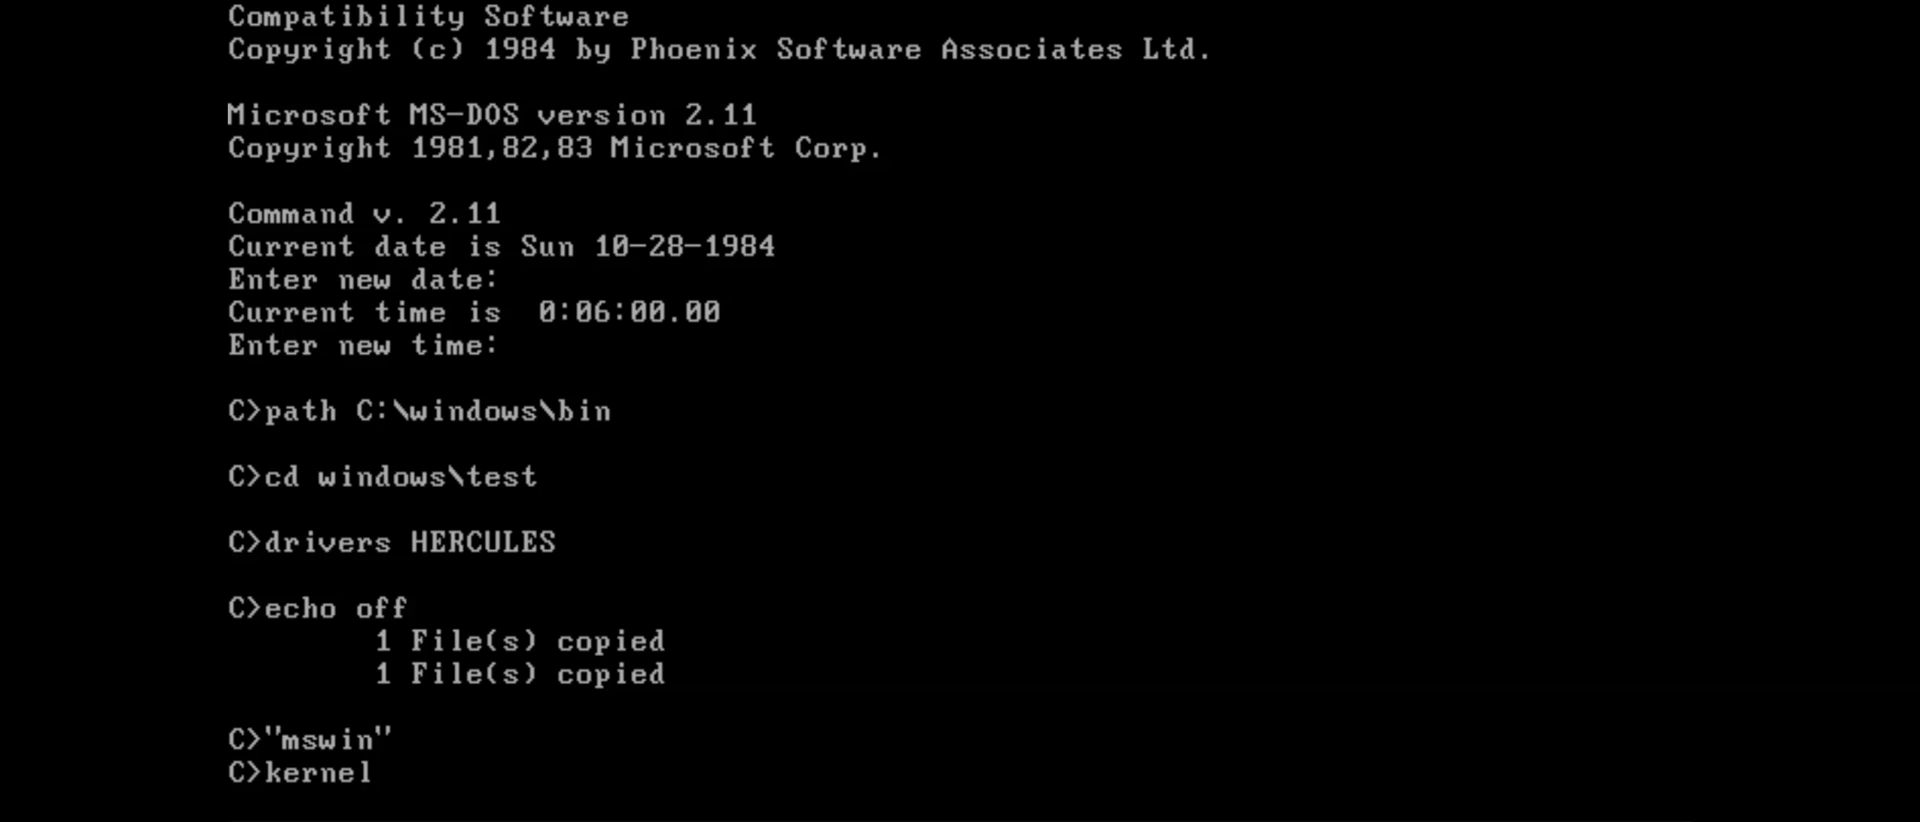 Compatibility Software
Copyright (c) 1984 by Phoenix Software Associates Ltd.
Microsoft MS-DOS version 2.11
Copyright 1981,82,83 Microsoft Corp.
Command v. 2.11
Current date is Sun 10-28-1984
Enter new date:
Current time is  0:06:00.00
Enter new time:
C>path C:\windows\bin
C>cd windows\test
C>drivers HERCULES
C>echo off
1 File(s) copied
1 File(s) copied
C>"mswin"
C>kernel